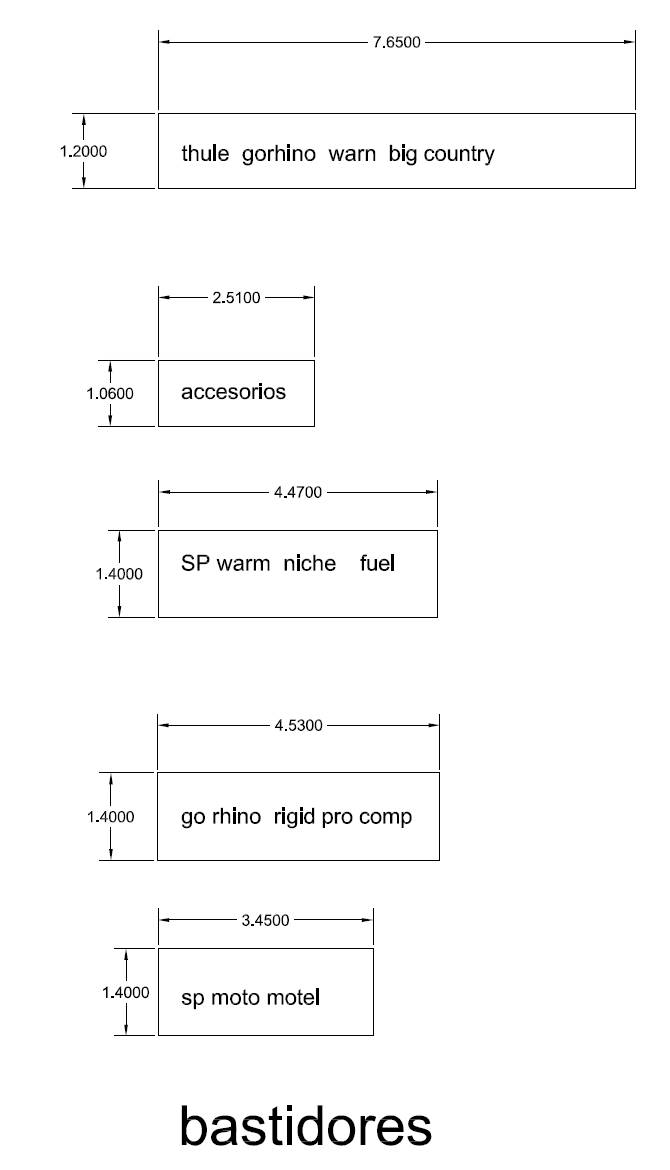 7.6500
1.2000
thule gorhino warn big country
2.5100
1.0600
accesorios
4.4700
SP warm niche fuel
1.4000
4.5300
1.4000
go rhino rigid pro comp
3.4500
1.4000
sp moto motel
bastidores